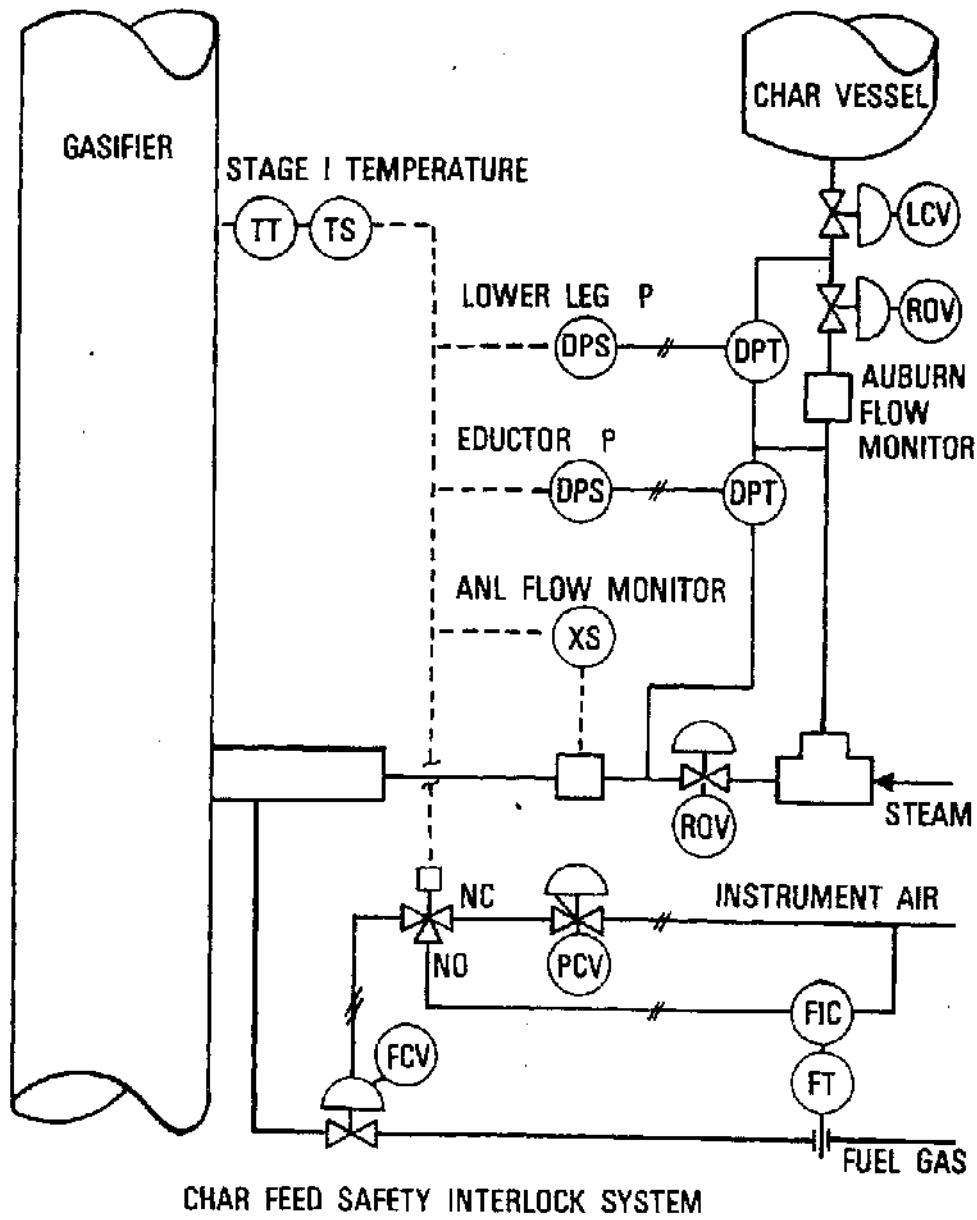 CHAR VESSEL
GASIFIER
STAGE I TEMPERATURE
TT
TS
LCV
LOWER LEG P
ROV
DPS
DPT
AUBURN
FLOW
MONITOR
EDUCTOR P
DPS
DPT
ANL FLOW MONITOR
XS
ROV
STEAM
NC
INSTRUMENT AIR
NO
PCV
FIC
FCV
FT
FUEL GAS
CHAR FEED SAFETY INTERLOCK SYSTEM